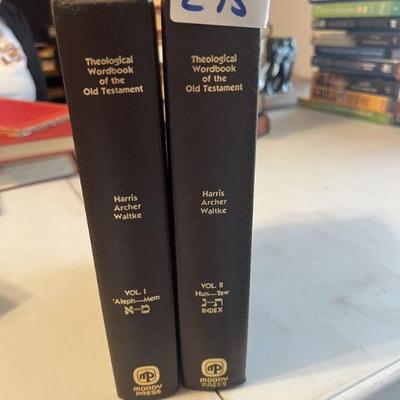 Theological
Wordbook
of the
Old Testament
Harris
Archer
Waltke
VOL. I
'Aleph—Mem
א–מ
MOODY
PRESS
Theological
Wordbook
of the
Old Testament
Harris
Archer
Waltke
VOL. II
Nun—Taw
נ–ת
INDEX
MOODY
PRESS